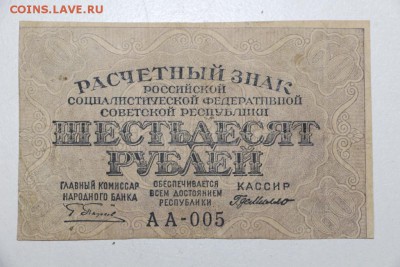 COINS.LAVE.RU
РАСЧЕТНЫЙ ЗНАК
РОССИЙСКОЙ
СОЦИАЛИСТИЧЕСКОЙ ФЕДЕРАТИВНОЙ
СОВЕТСКОЙ РЕСПУБЛИКИ
ШЕСТЬДЕСЯТ
РУБЛЕЙ
ГЛАВНЫЙ КОМИССАР
НАРОДНОГО БАНКА
ОБЕСПЕЧИВАЕТСЯ
ВСЕМ ДОСТОЯНИЕМ
РЕСПУБЛИКИ
КАССИР
АА-005